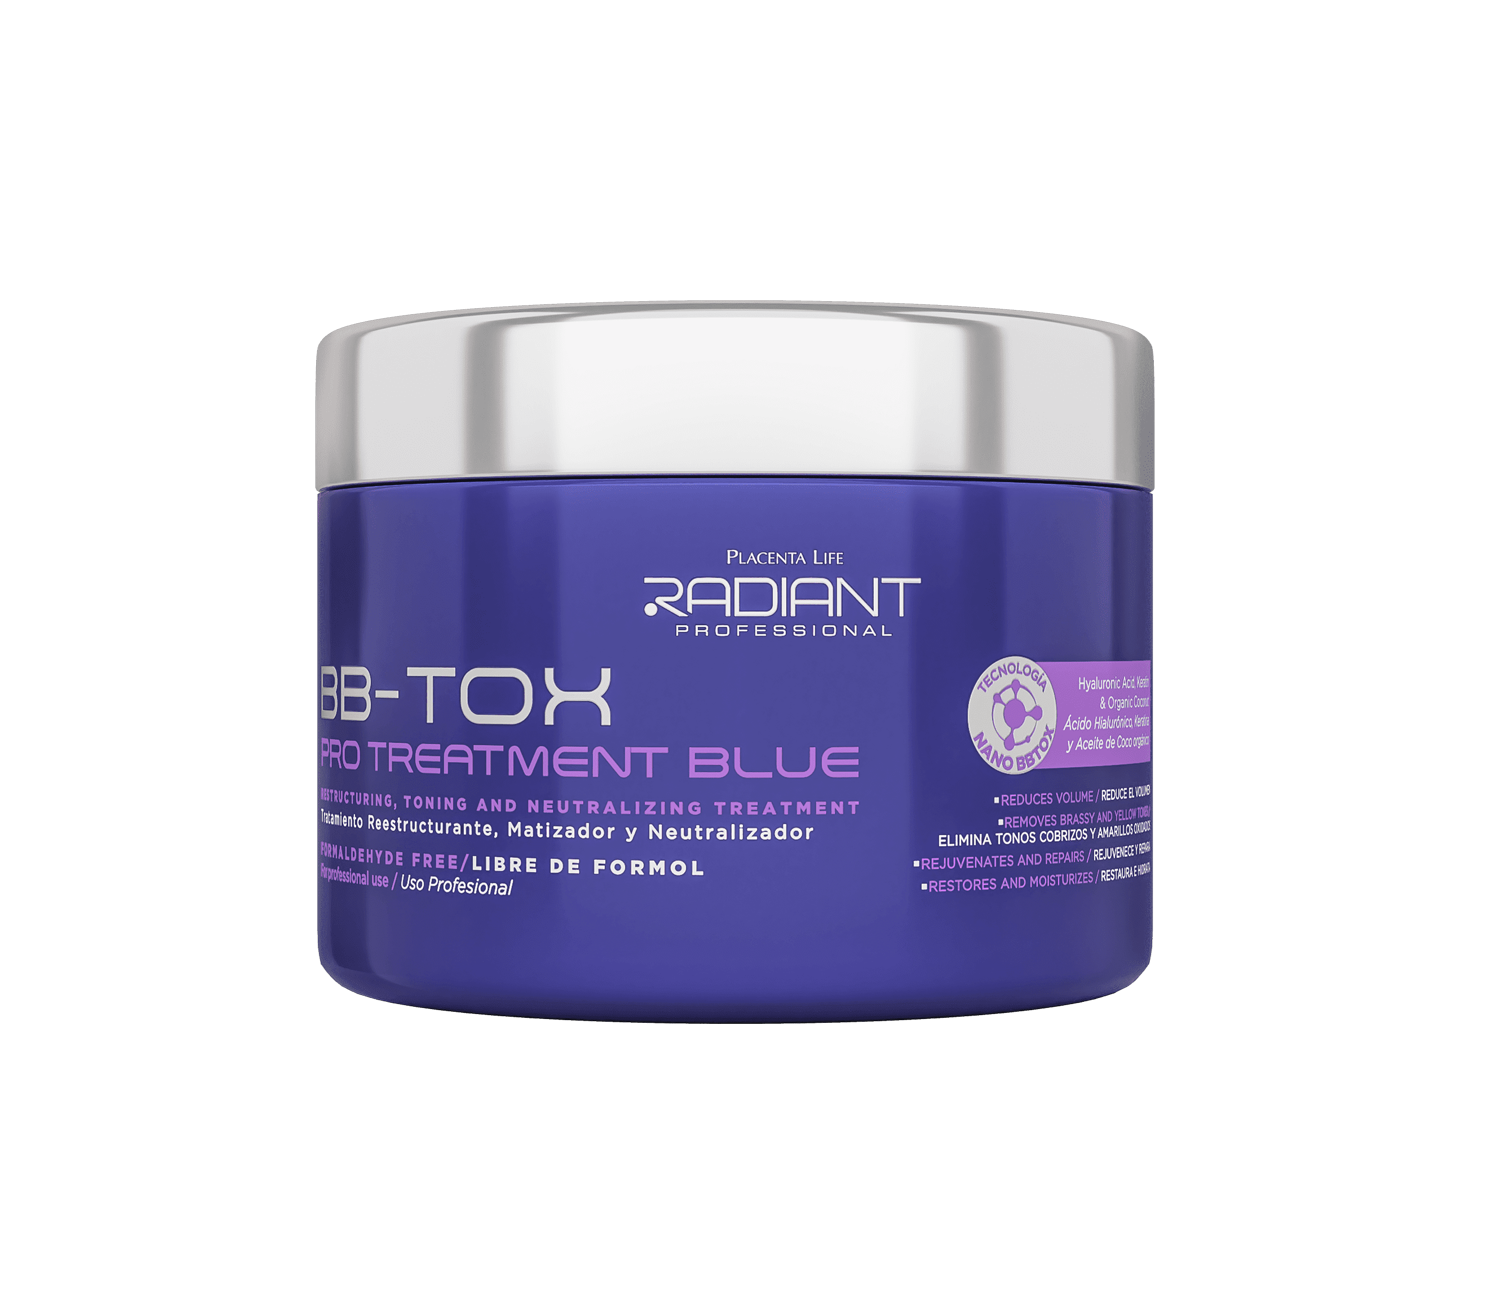 PLACENTA LIFE
RADIANT
PROFESSIONAL
BB-TOX
PRO TREATMENT BLUE
RESTRUCTURING, TONING AND NEUTRALIZING TREATMENT
Tratamiento Reestructurante, Matizador y Neutralizador
FORMALDEHYDE FREE/LIBRE DE FORMOL
For professional use / Uso Profesional
TECNOLOGÍA
NANO BBTOX
Hyaluronic Acid, Keratin
& Organic Coconut
Ácido Hialurónico, Keratina
y Aceite de Coco orgánico
▪REDUCES VOLUME / REDUCE EL VOLUMEN
▪REMOVES BRASSY AND YELLOW TONES /
ELIMINA TONOS COBRIZOS Y AMARILLOS OXIDADOS
▪REJUVENATES AND REPAIRS / REJUVENECE Y REPARA
▪RESTORES AND MOISTURIZES / RESTAURA E HIDRATA